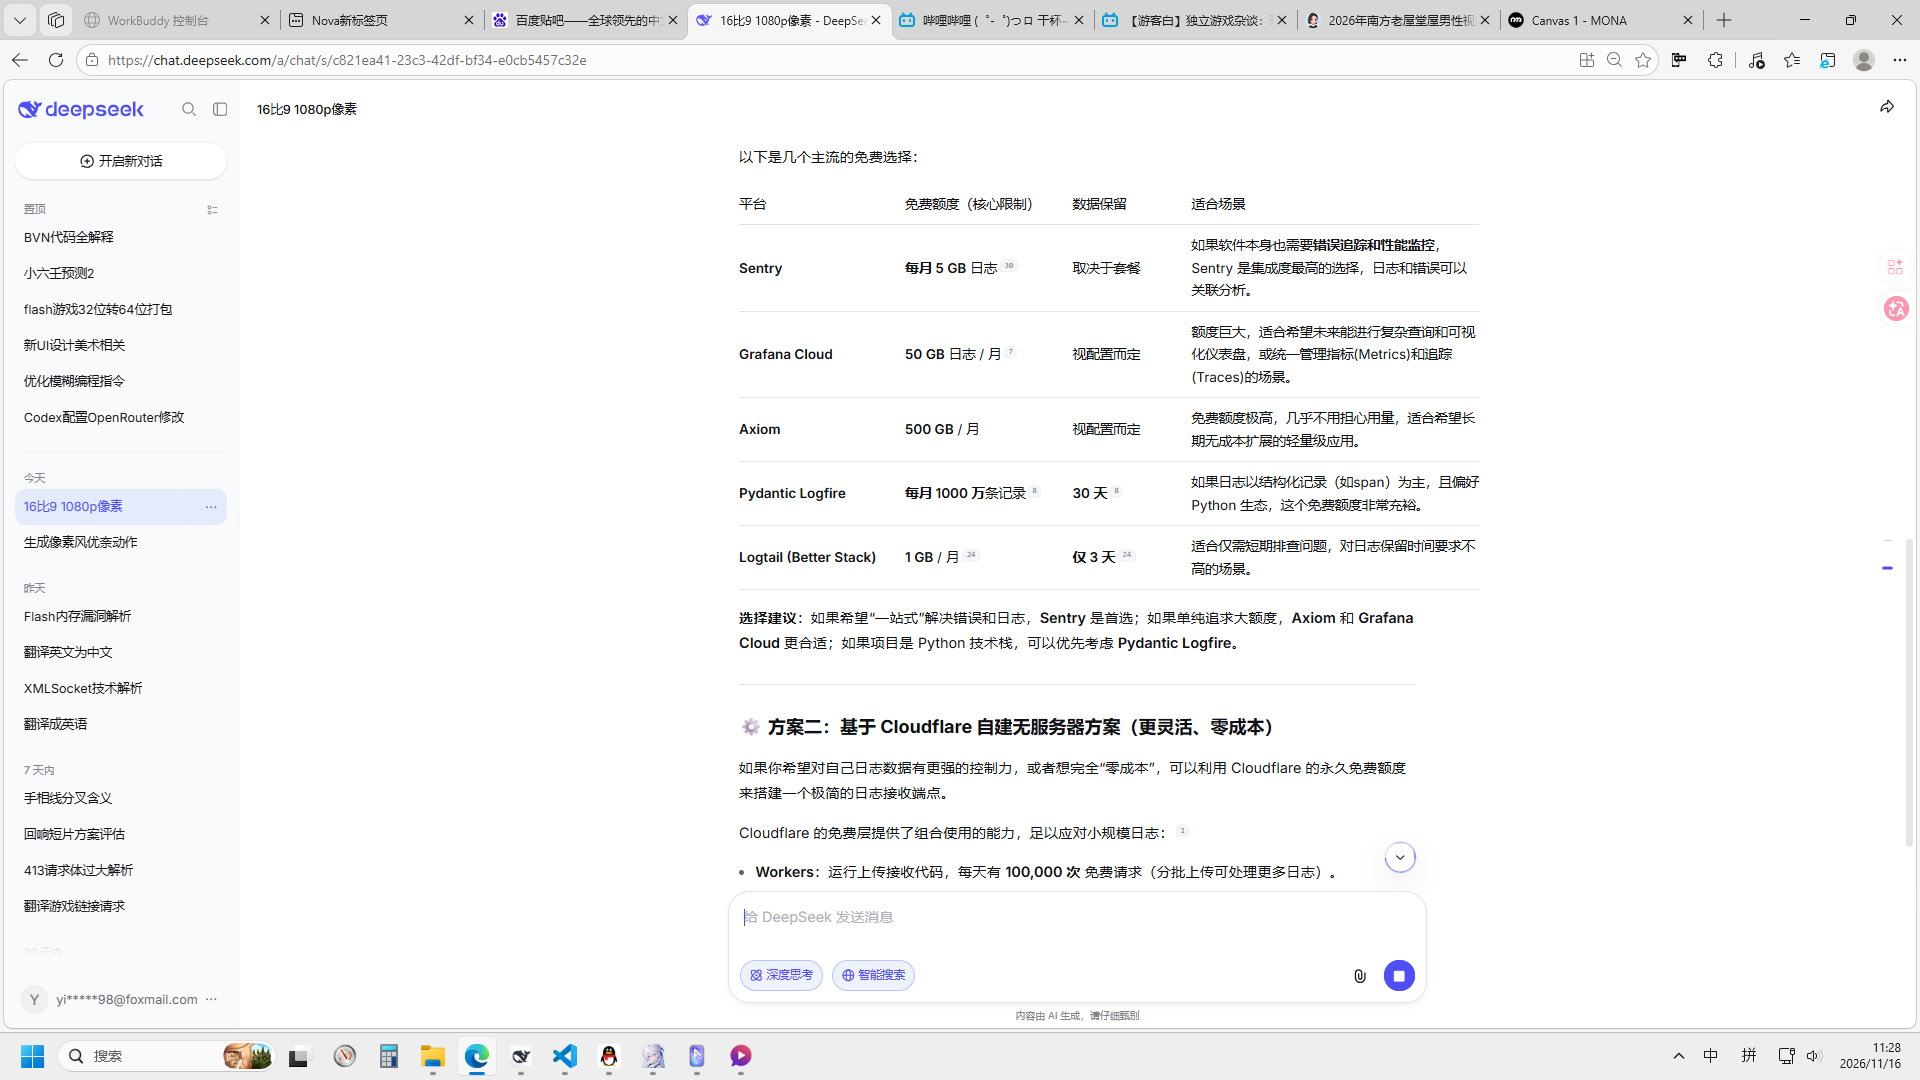 WorkBuddy 控制台
Nova新标签页
百度贴吧——全球领先的中
16比9 1080p像素 - DeepSee
哔哩哔哩 ( ゜- ゜)つロ 干杯~
【游客白】独立游戏杂谈：
2026年南方老屋堂屋男性视
Canvas 1 - MONA
https://chat.deepseek.com/a/chat/s/c821ea41-23c3-42df-bf34-e0cb5457c32e
deepseek
开启新对话
置顶
BVN代码全解释
小六壬预测2
flash游戏32位转64位打包
新UI设计美术相关
优化模糊编程指令
Codex配置OpenRouter修改
今天
16比9 1080p像素
生成像素风优奈动作
昨天
Flash内存漏洞解析
翻译英文为中文
XMLSocket技术解析
翻译成英语
7 天内
手相线分叉含义
回响短片方案评估
413请求体过大解析
翻译游戏链接请求
30 天内
Y yi*****98@foxmail.com
16比9 1080p像素
以下是几个主流的免费选择：
平台 免费额度（核心限制） 数据保留 适合场景
Sentry 每月 5 GB 日志 30 取决于套餐 如果软件本身也需要错误追踪和性能监控，
Sentry 是集成度最高的选择，日志和错误可以
关联分析。
Grafana Cloud 50 GB 日志 / 月 7 视配置而定 额度巨大，适合希望未来能进行复杂查询和可视
化仪表盘，或统一管理指标(Metrics)和追踪
(Traces)的场景。
Axiom 500 GB / 月 视配置而定 免费额度极高，几乎不用担心用量，适合希望长
期无成本扩展的轻量级应用。
Pydantic Logfire 每月 1000 万条记录 8 30 天 8 如果日志以结构化记录（如span）为主，且偏好
Python 生态，这个免费额度非常充裕。
Logtail (Better Stack) 1 GB / 月 24 仅 3 天 24 适合仅需短期排查问题，对日志保留时间要求不
高的场景。
选择建议：如果希望“一站式”解决错误和日志，Sentry 是首选；如果单纯追求大额度，Axiom 和 Grafana
Cloud 更合适；如果项目是 Python 技术栈，可以优先考虑 Pydantic Logfire。
⚙️ 方案二：基于 Cloudflare 自建无服务器方案（更灵活、零成本）
如果你希望对自己日志数据有更强的控制力，或者想完全“零成本”，可以利用 Cloudflare 的永久免费额度
来搭建一个极简的日志接收端点。
Cloudflare 的免费层提供了组合使用的能力，足以应对小规模日志： 1
• Workers：运行上传接收代码，每天有 100,000 次 免费请求（分批上传可处理更多日志）。
给 DeepSeek 发送消息
深度思考
智能搜索
内容由 AI 生成，请仔细甄别
搜索
中
拼
11:28
2026/11/16